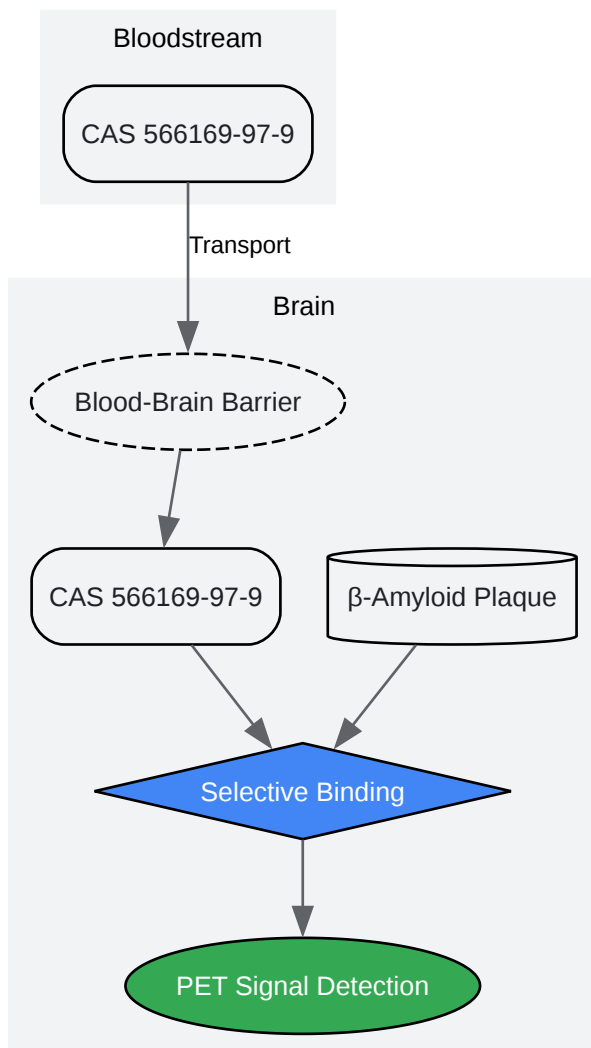 Bloodstream
CAS 566169-97-9
Transport
Brain
Blood-Brain Barrier
CAS 566169-97-9
β-Amyloid Plaque
Selective Binding
PET Signal Detection